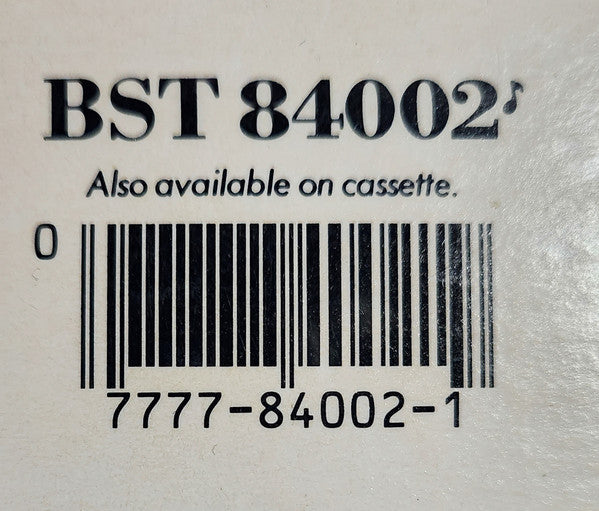 BST 84002♪
Also available on cassette.
0
7777-84002-1